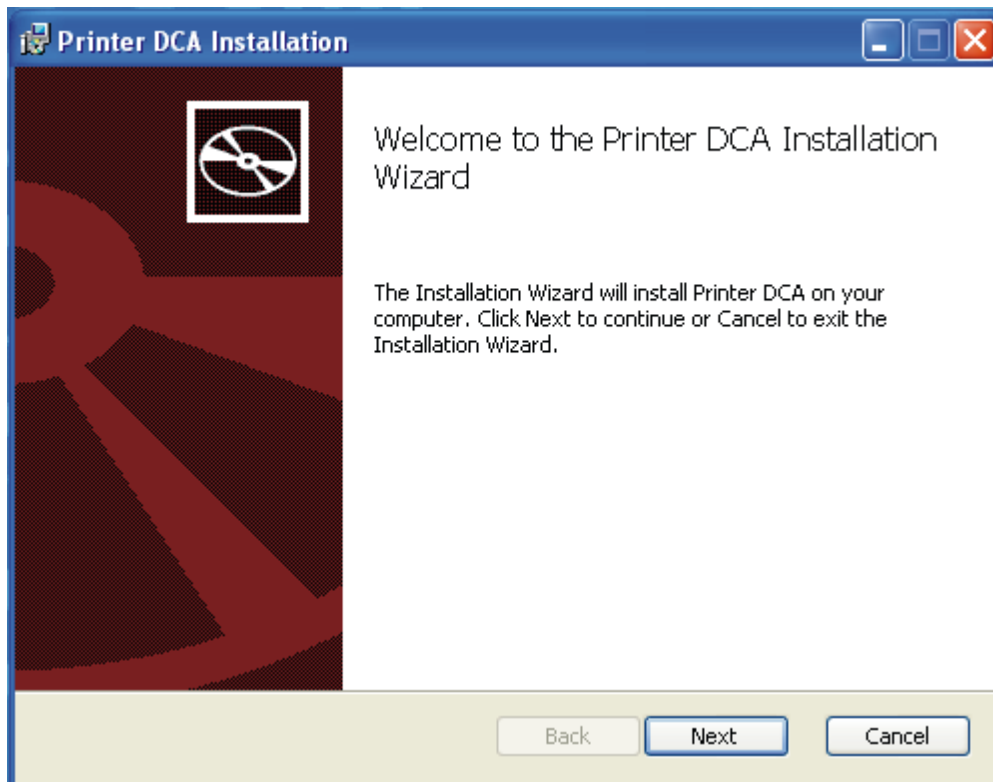 Printer DCA Installation
Welcome to the Printer DCA Installation
Wizard
The Installation Wizard will install Printer DCA on your
computer. Click Next to continue or Cancel to exit the
Installation Wizard.
Back Next Cancel